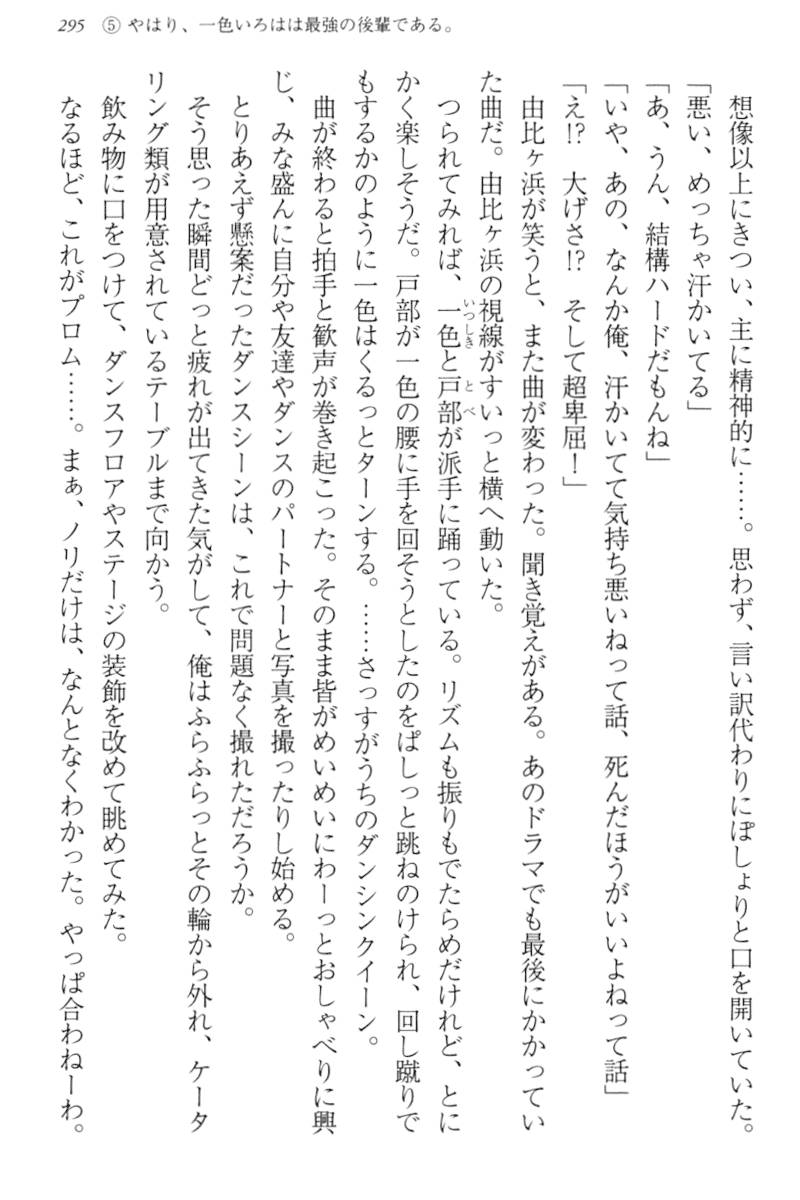 295 ⑤ やはり、一色いろはは最強の後輩である。
想像以上にきつい、主に精神的に……。思わず、言い訳代わりにぽしょりと口を開いていた。
「悪い、めっちゃ汗かいてる」
「あ、うん、結構ハードだもんね」
「いや、あの、なんか俺、汗かいてて気持ち悪いねって話、死んだほうがいいよねって話」
「え!? 大げさ!? そして超卑屈！」
由比ヶ浜が笑うと、また曲が変わった。聞き覚えがある。あのドラマでも最後にかかってい
た曲だ。由比ヶ浜の視線がすいっと横へ動いた。
つられてみれば、一色いっしきと戸部とべが派手に踊っている。リズムも振りもでたらめだけれど、とに
かく楽しそうだ。戸部が一色の腰に手を回そうとしたのをぱしっと跳ねのけられ、回し蹴りで
もするかのように一色はくるっとターンする。……さっすがうちのダンシンクイーン。
曲が終わると拍手と歓声が巻き起こった。そのまま皆がめいめいにわーっとおしゃべりに興
じ、みな盛んに自分や友達やダンスのパートナーと写真を撮ったりし始める。
とりあえず懸案だったダンスシーンは、これで問題なく撮れただろうか。
そう思った瞬間どっと疲れが出てきた気がして、俺はふらふらっとその輪から外れ、ケータ
リング類が用意されているテーブルまで向かう。
飲み物に口をつけて、ダンスフロアやステージの装飾を改めて眺めてみた。
なるほど、これがプロム……。まぁ、ノリだけは、なんとなくわかった。やっぱ合わねーわ。